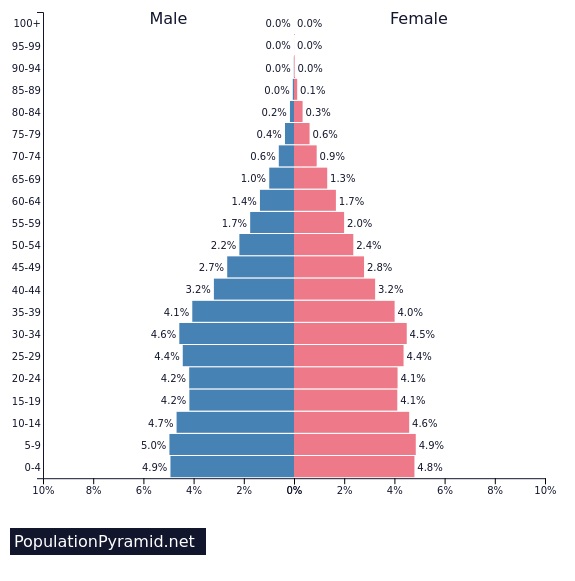 Male Female
100+ 0.0% 0.0%
95-99 0.0% 0.0%
90-94 0.0% 0.0%
85-89 0.0% 0.1%
80-84 0.2% 0.3%
75-79 0.4% 0.6%
70-74 0.6% 0.9%
65-69 1.0% 1.3%
60-64 1.4% 1.7%
55-59 1.7% 2.0%
50-54 2.2% 2.4%
45-49 2.7% 2.8%
40-44 3.2% 3.2%
35-39 4.1% 4.0%
30-34 4.6% 4.5%
25-29 4.4% 4.4%
20-24 4.2% 4.1%
15-19 4.2% 4.1%
10-14 4.7% 4.6%
5-9 5.0% 4.9%
0-4 4.9% 4.8%
10% 8% 6% 4% 2% 0% 2% 4% 6% 8% 10%
PopulationPyramid.net